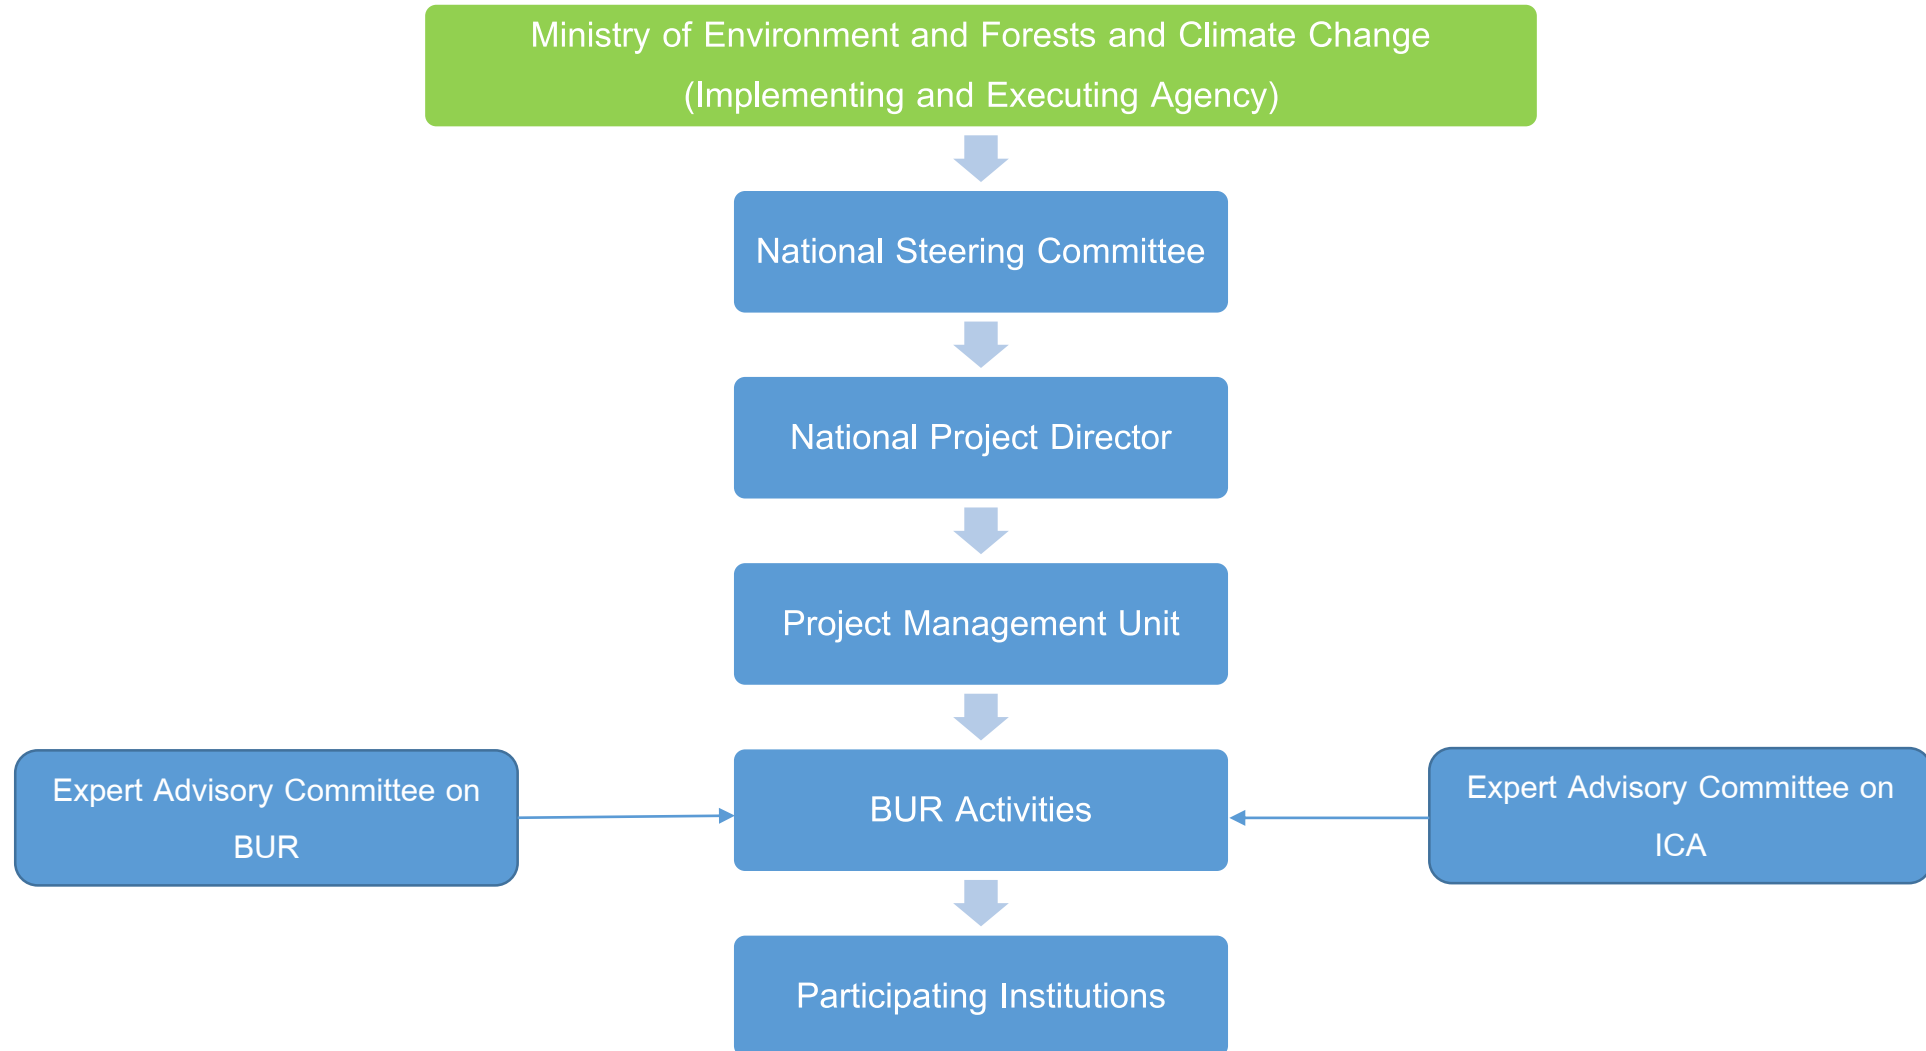 Ministry of Environment and Forests and Climate Change
(Implementing and Executing Agency)
National Steering Committee
National Project Director
Project Management Unit
Expert Advisory Committee on
BUR
BUR Activities
Expert Advisory Committee on
ICA
Participating Institutions